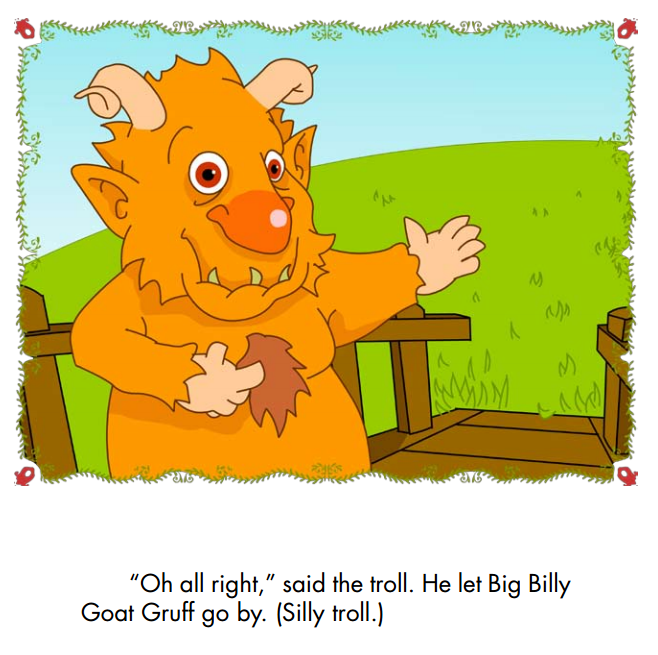 “Oh all right,” said the troll. He let Big Billy
Goat Gruff go by. (Silly troll.)